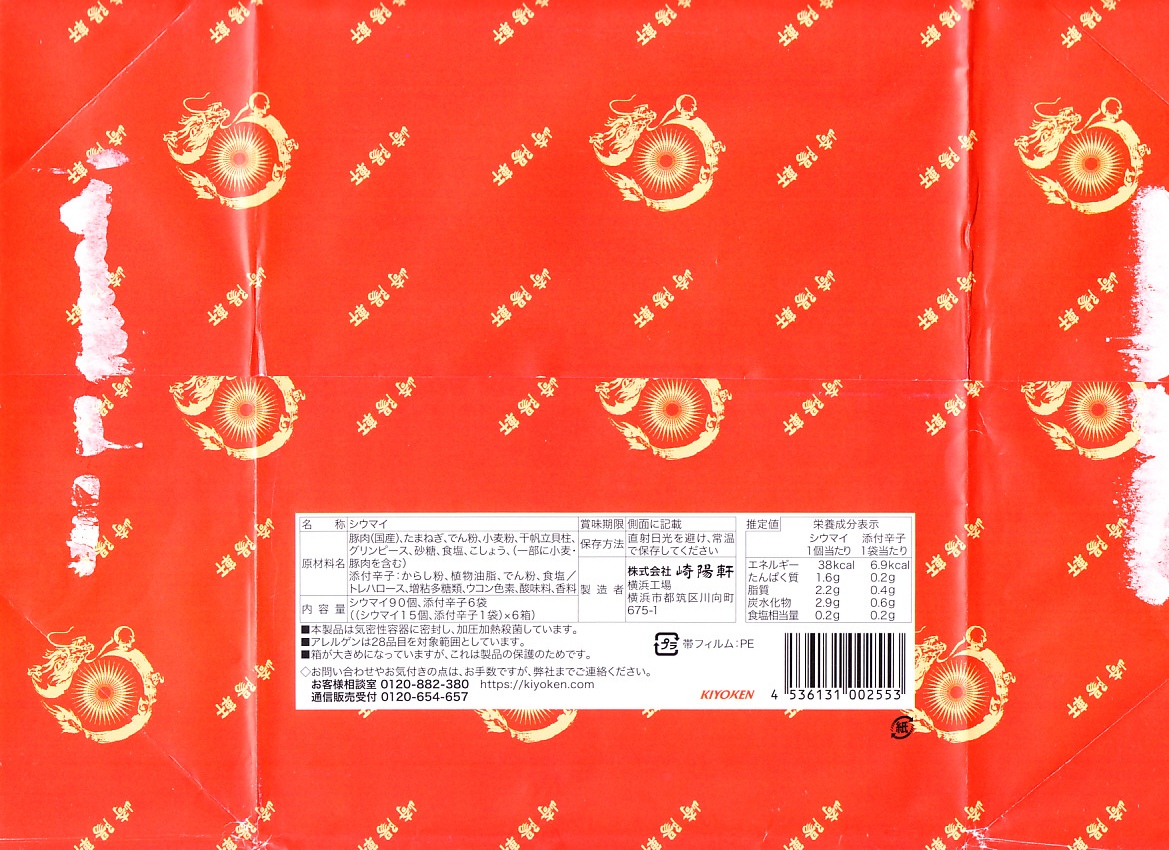 崎陽軒
名称 シウマイ
原材料名 豚肉(国産)、たまねぎ、でん粉、小麦粉、干帆立貝柱、
グリンピース、砂糖、食塩、こしょう、(一部に小麦・
豚肉を含む)
添付辛子:からし粉、植物油脂、でん粉、食塩/
トレハロース、増粘多糖類、ウコン色素、酸味料、香料
内容量 シウマイ90個、添付辛子6袋
((シウマイ15個、添付辛子1袋)×6箱)
賞味期限 側面に記載
保存方法 直射日光を避け、常温
で保存してください
製造者 株式会社 崎陽軒
横浜工場
横浜市都筑区川向町
675-1
推定値 栄養成分表示
シウマイ 添付辛子
1個当たり 1袋当たり
エネルギー 38kcal 6.9kcal
たんぱく質 1.6g 0.2g
脂質 2.2g 0.4g
炭水化物 2.9g 0.6g
食塩相当量 0.2g 0.2g
■本製品は気密性容器に密封し、加圧加熱殺菌しています。
■アレルゲンは28品目を対象範囲としています。
■箱が大きめになっていますが、これは製品の保護のためです。
◇お問い合わせやお気付きの点は、お手数ですが、弊社までご連絡ください。
お客様相談室 0120-882-380 https://kiyoken.com
通信販売受付 0120-654-657
プラ 帯フィルム:PE
KIYOKEN
4 536131 002553
紙